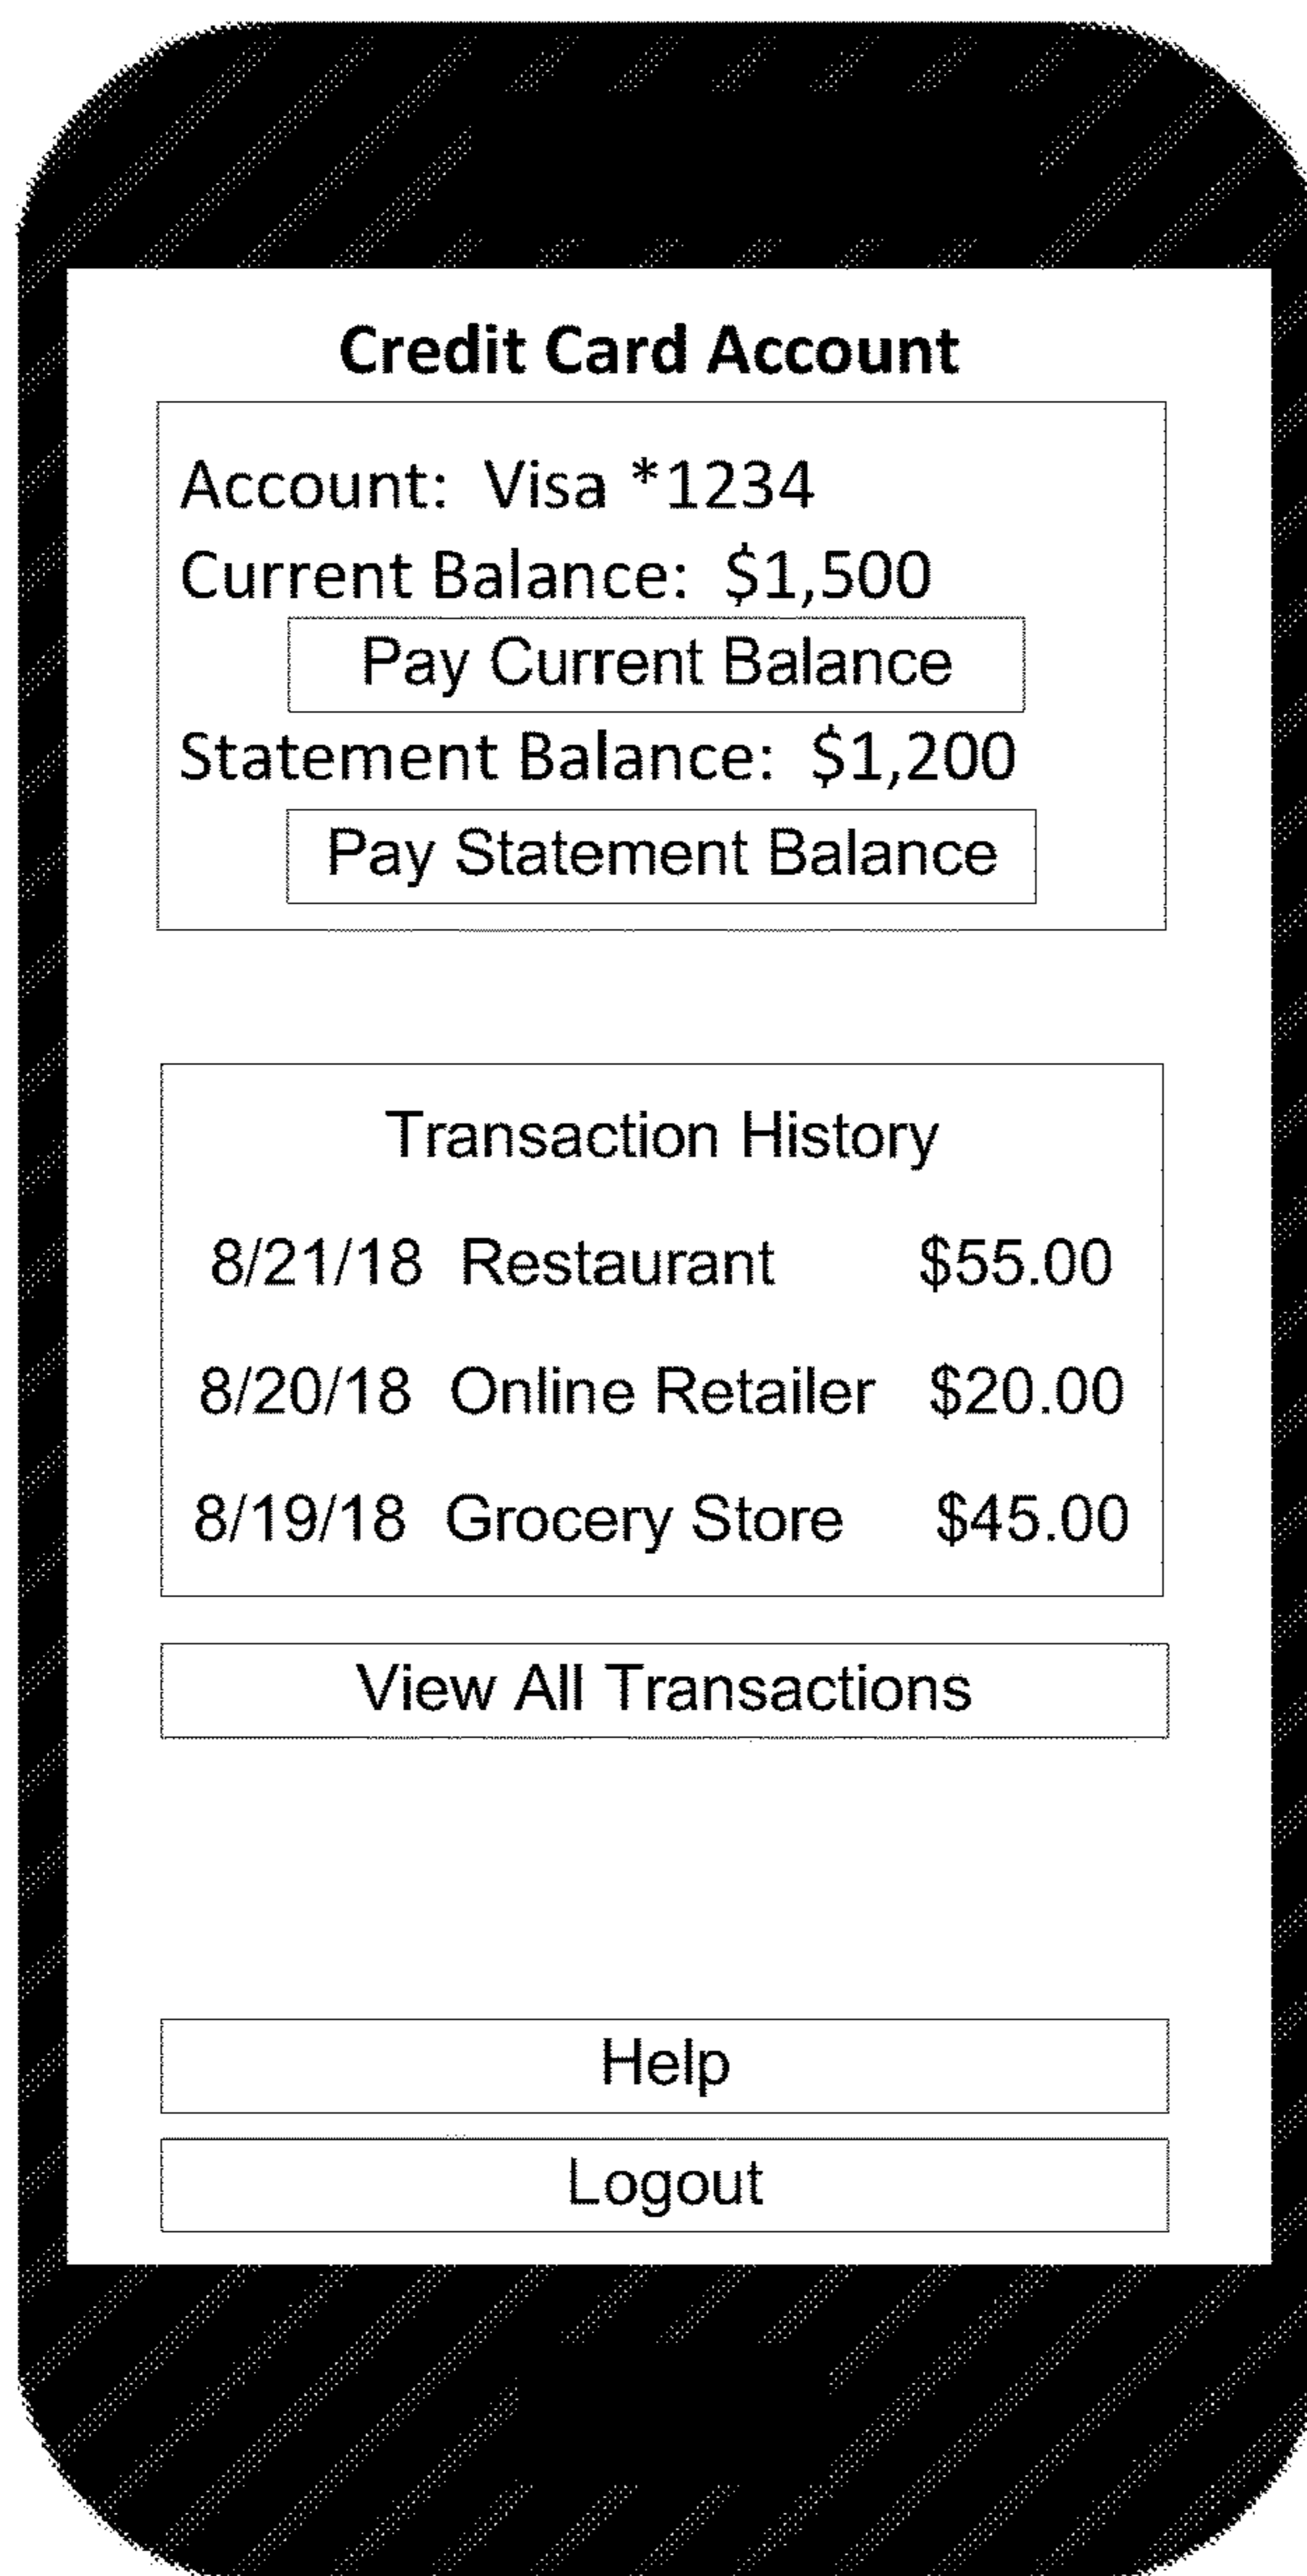 Credit Card Account
Account: Visa *1234
Current Balance: $1,500
Pay Current Balance
Statement Balance: $1,200
Pay Statement Balance
Transaction History
8/21/18 Restaurant $55.00
8/20/18 Online Retailer $20.00
8/19/18 Grocery Store $45.00
View All Transactions
Help
Logout